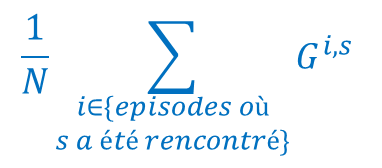 1/N ∑ G^{i,s}
i∈{episodes où
s a été rencontré}